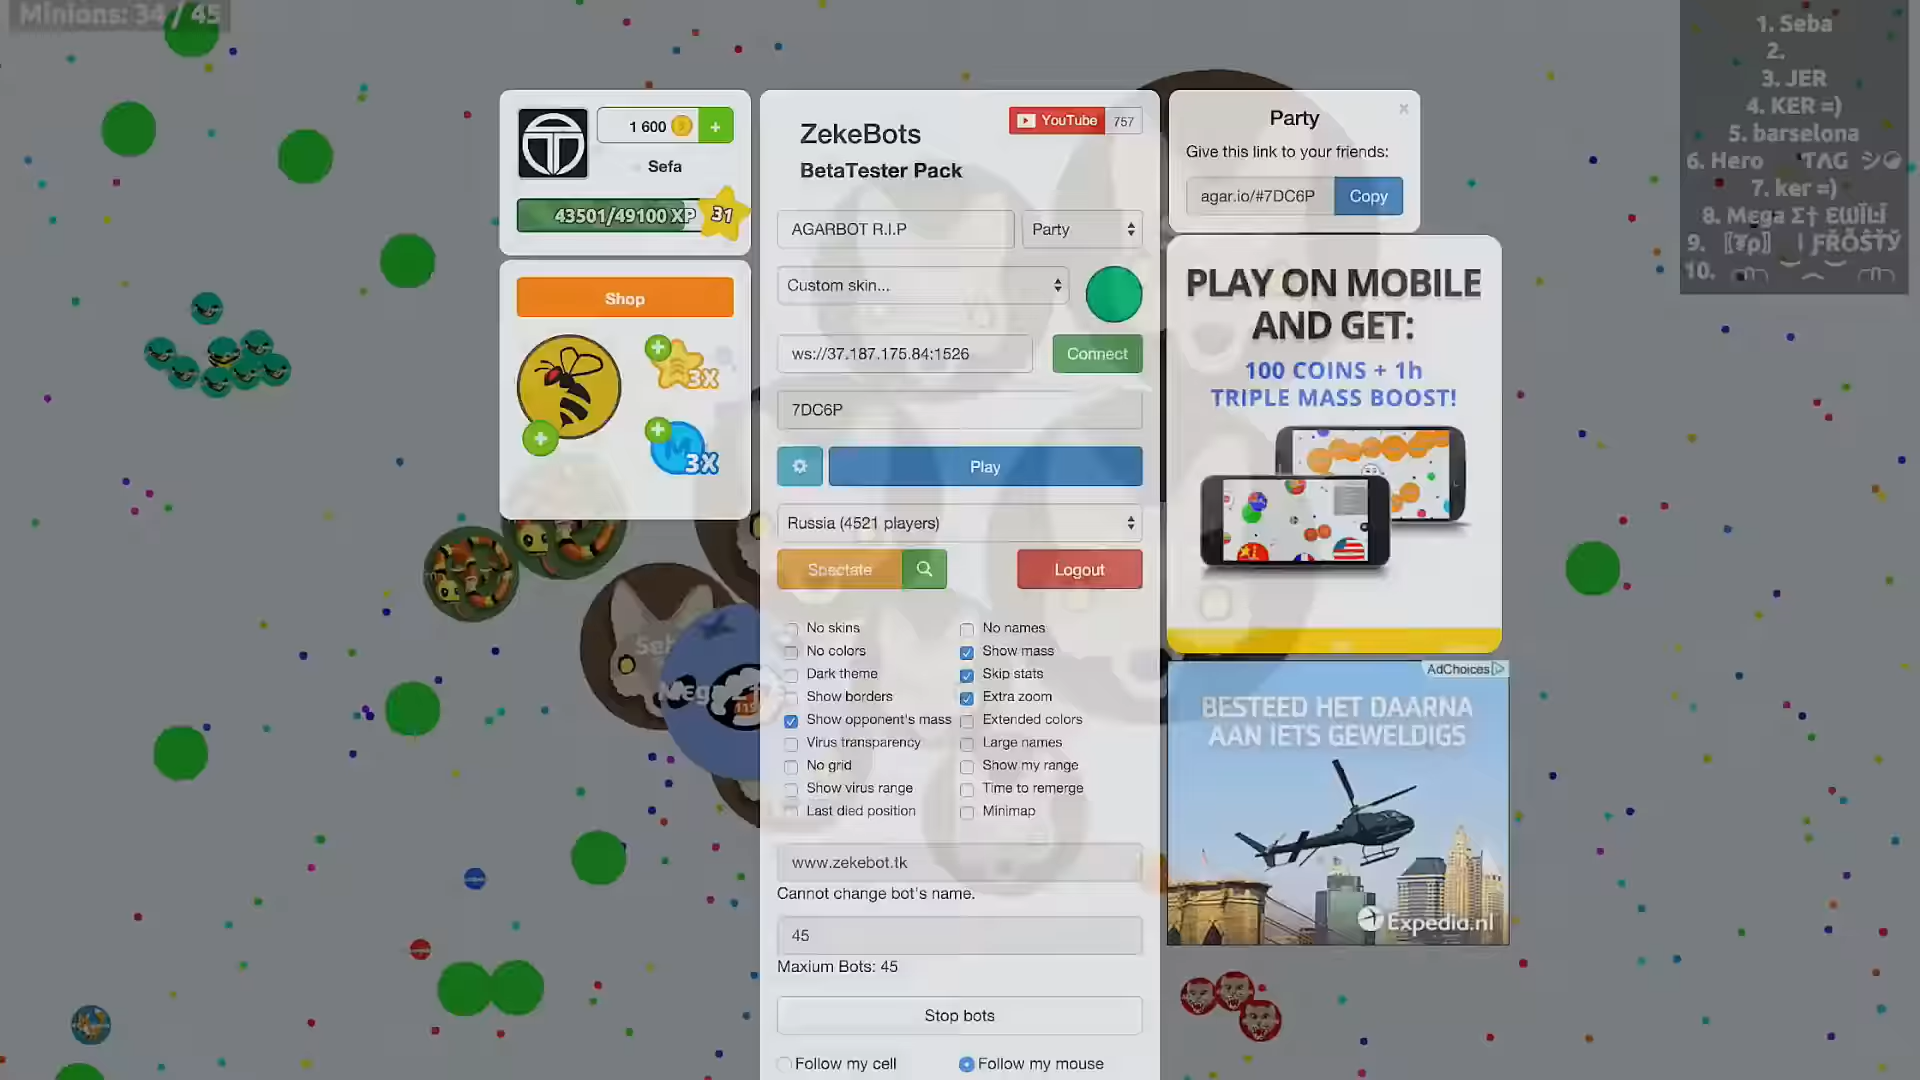 Minions: 34 / 45
1 600
+
Sefa
43501/49100 XP
31
Shop
3X
M
3X
ZekeBots
YouTube
757
BetaTester Pack
AGARBOT R.I.P
Party
Custom skin...
ws://37.187.175.84:1526
Connect
7DC6P
Play
Russia (4521 players)
Spectate
Logout
No skins
No names
No colors
Show mass
Dark theme
Skip stats
Show borders
Extra zoom
Show opponent's mass
Extended colors
Virus transparency
Large names
No grid
Show my range
Show virus range
Time to remerge
Last died position
Minimap
www.zekebot.tk
Cannot change bot's name.
45
Maxium Bots: 45
Stop bots
Follow my cell
Follow my mouse
Party
×
Give this link to your friends:
agar.io/#7DC6P
Copy
PLAY ON MOBILE
AND GET:
100 COINS + 1h
TRIPLE MASS BOOST!
AdChoices
BESTEED HET DAARNA
AAN IETS GEWELDIGS
Expedia.nl
1. Seba
2.
3. JER
4. KER =)
5. barselona
6. Hero TΛG シ
7. ker =)
8. Mεga Σ†
9.
10.